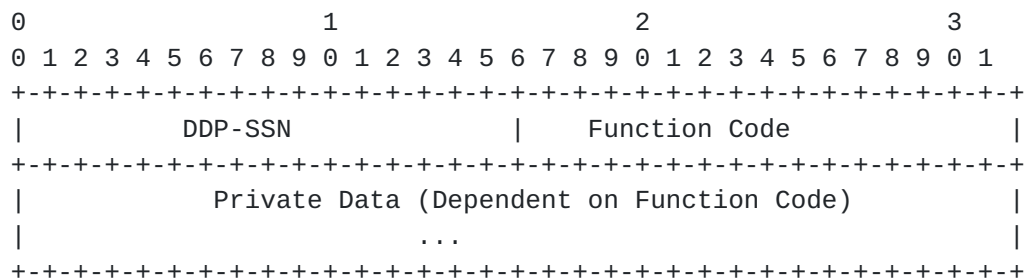 0                   1                   2                   3
0 1 2 3 4 5 6 7 8 9 0 1 2 3 4 5 6 7 8 9 0 1 2 3 4 5 6 7 8 9 0 1
+-+-+-+-+-+-+-+-+-+-+-+-+-+-+-+-+-+-+-+-+-+-+-+-+-+-+-+-+-+-+-+-+
|          DDP-SSN              |    Function Code              |
+-+-+-+-+-+-+-+-+-+-+-+-+-+-+-+-+-+-+-+-+-+-+-+-+-+-+-+-+-+-+-+-+
|            Private Data (Dependent on Function Code)          |
|                         ...                                   |
+-+-+-+-+-+-+-+-+-+-+-+-+-+-+-+-+-+-+-+-+-+-+-+-+-+-+-+-+-+-+-+-+